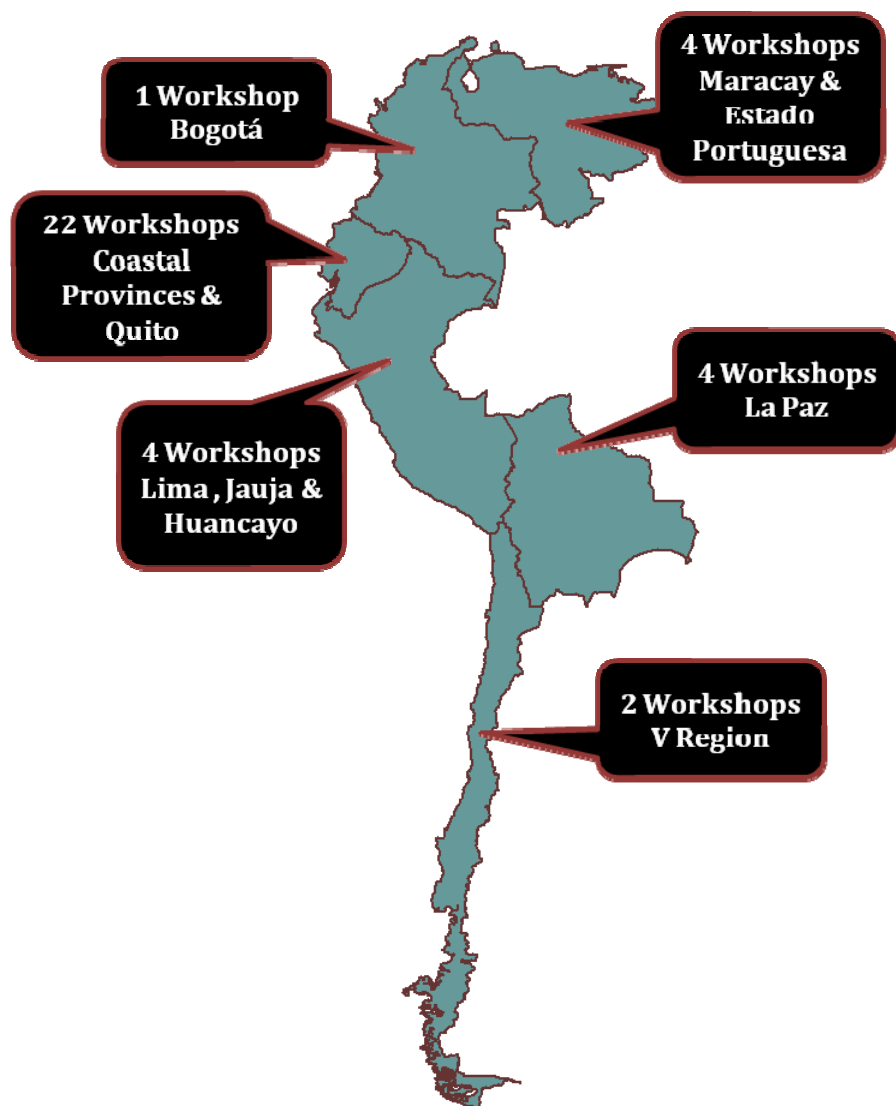 1 Workshop
Bogotá
4 Workshops
Maracay &
Estado
Portuguesa
22 Workshops
Coastal
Provinces &
Quito
4 Workshops
La Paz
4 Workshops
Lima , Jauja &
Huancayo
2 Workshops
V Region